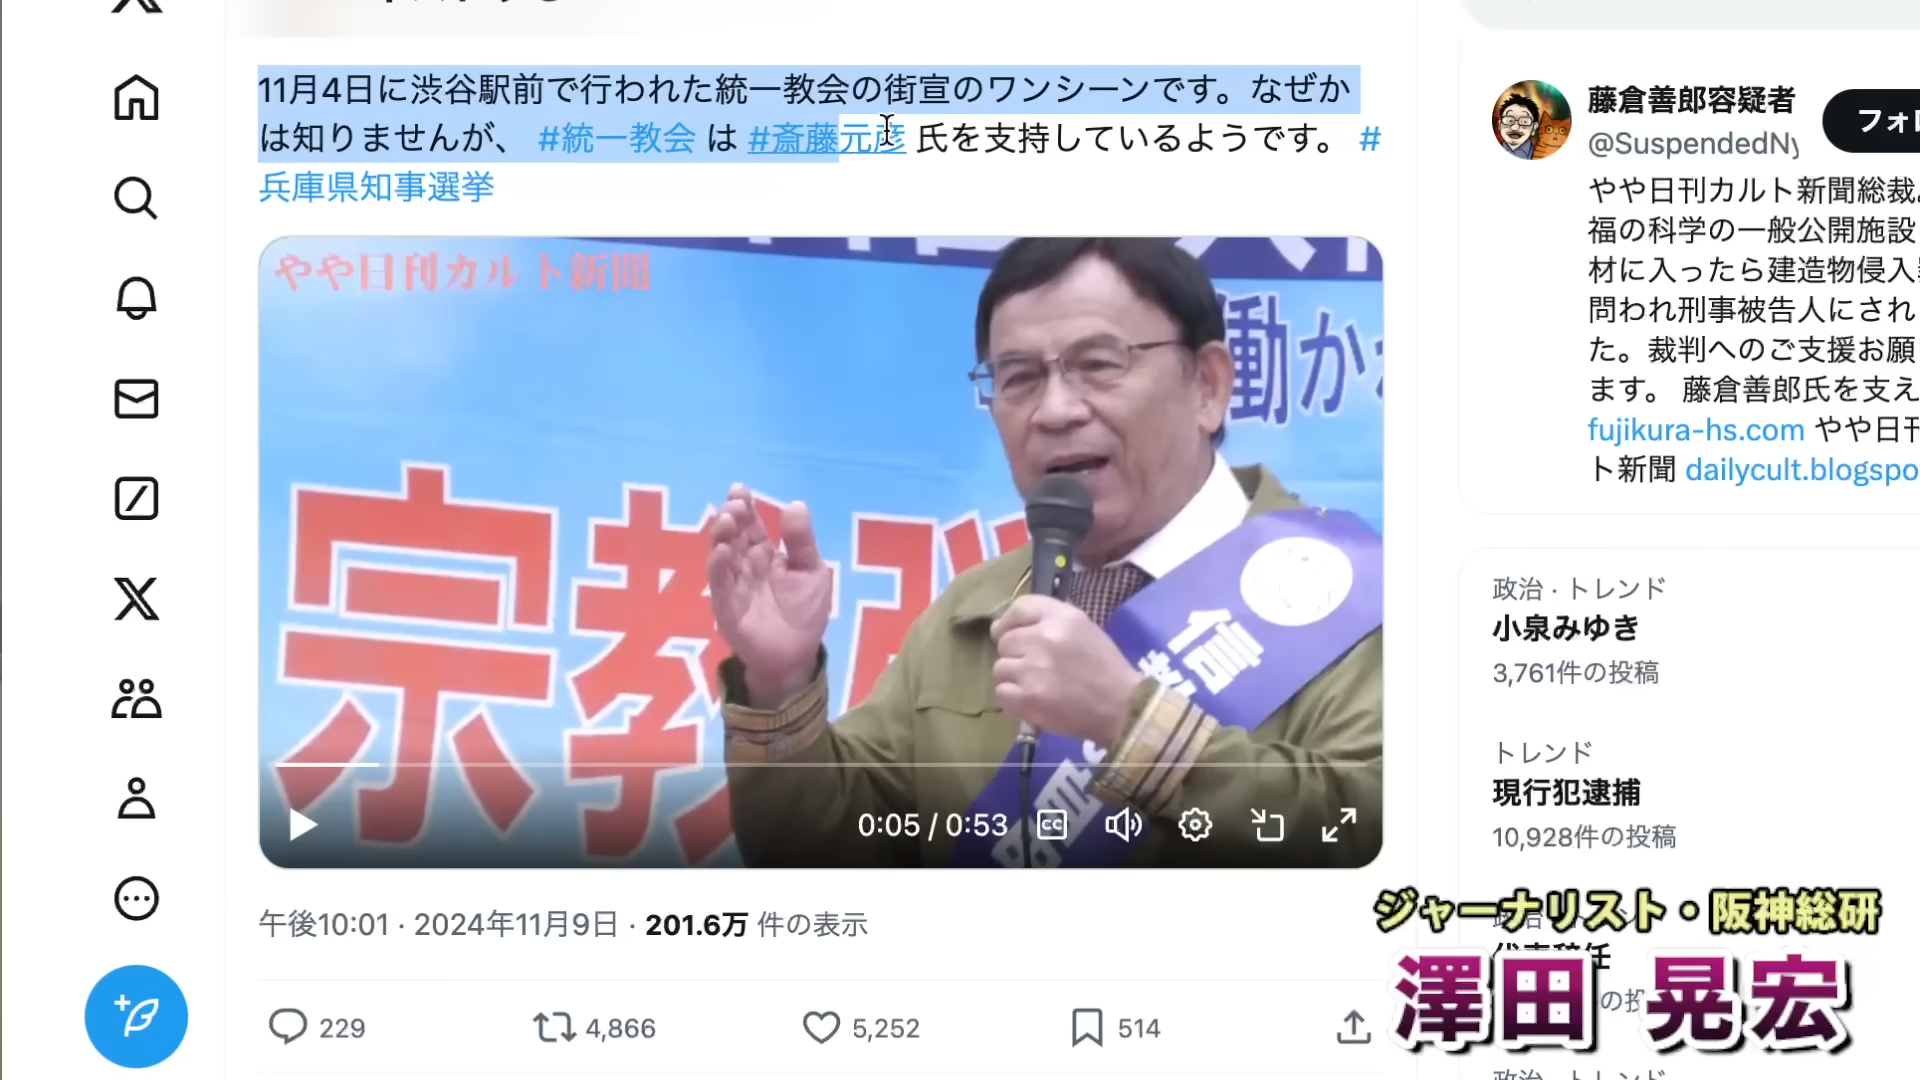 11月4日に渋谷駅前で行われた統一教会の街宣のワンシーンです。なぜか
は知りませんが、 #統一教会 は #斎藤元彦 氏を支持しているようです。 #
兵庫県知事選挙
やや日刊カルト新聞
働か
宗教
信
0:05 / 0:53
CC
午後10:01 · 2024年11月9日 · 201.6万 件の表示
229
4,866
5,252
514
藤倉善郎容疑者
@SuspendedNy
フォ
やや日刊カルト新聞総裁
福の科学の一般公開施設
材に入ったら建造物侵入
問われ刑事被告人にされ
た。裁判へのご支援お願
ます。 藤倉善郎氏を支え
fujikura-hs.com やや日刊
ト新聞 dailycult.blogspo
政治 · トレンド
小泉みゆき
3,761件の投稿
トレンド
現行犯逮捕
10,928件の投稿
ジャーナリスト・阪神総研
澤田 晃宏